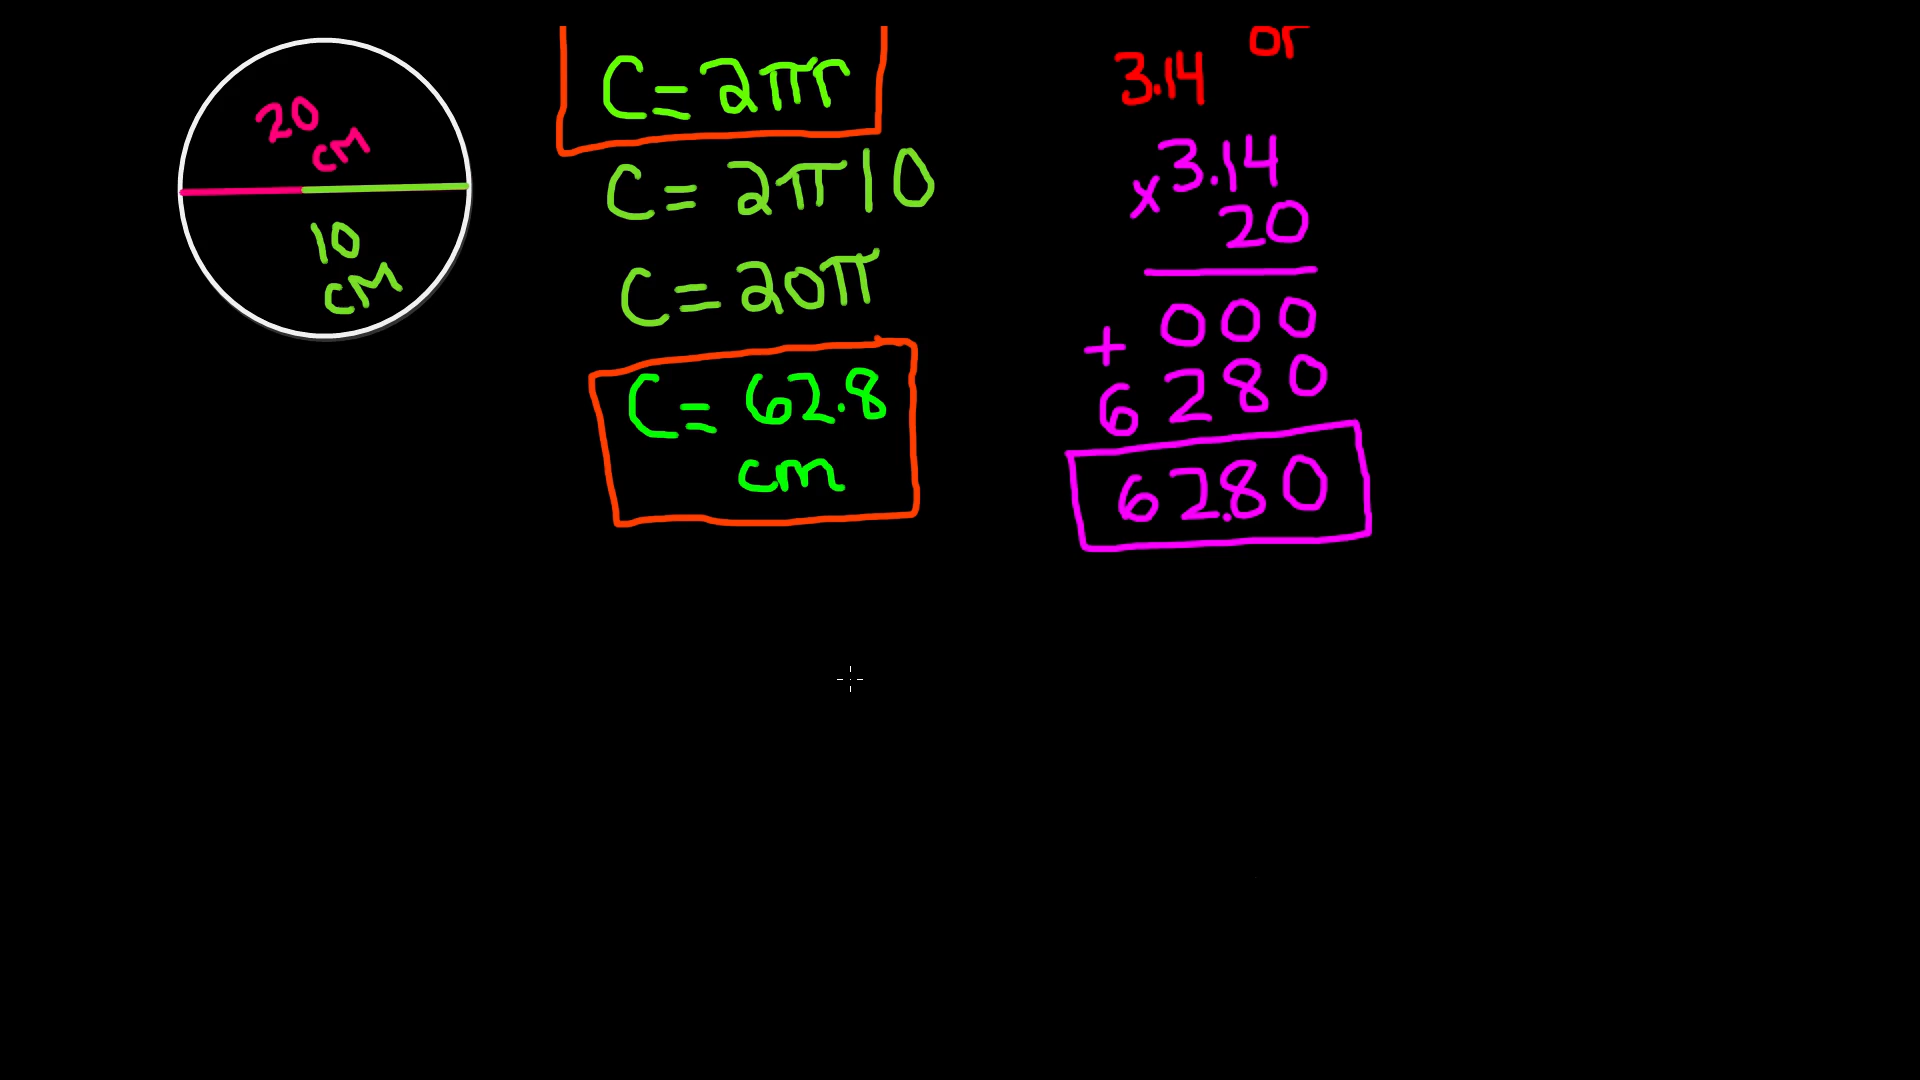 20
cm
10
cm
C = 2πr
C = 2π10
C = 20π
C = 62.8
cm
3.14 or
x 3.14
20
000
+
6280
62.80